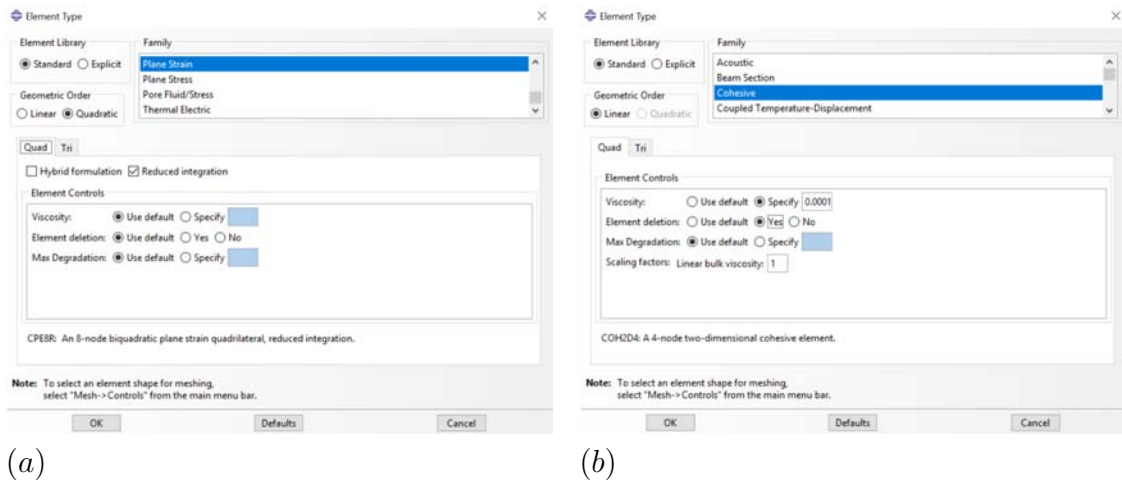 Element Type
Element Library
Standard Explicit
Family
Plane Strain
Plane Stress
Pore Fluid/Stress
Thermal Electric
Geometric Order
Linear Quadratic
Quad Tri
Hybrid formulation Reduced integration
Element Controls
Viscosity: Use default Specify
Element deletion: Use default Yes No
Max Degradation: Use default Specify
CPE8R: An 8-node biquadratic plane strain quadrilateral, reduced integration.
Note: To select an element shape for meshing,
select "Mesh->Controls" from the main menu bar.
OK Defaults Cancel
(a)
Element Type
Element Library
Standard Explicit
Family
Acoustic
Beam Section
Cohesive
Coupled Temperature-Displacement
Geometric Order
Linear Quadratic
Quad Tri
Element Controls
Viscosity: Use default Specify 0.0001
Element deletion: Use default Yes No
Max Degradation: Use default Specify
Scaling factors: Linear bulk viscosity: 1
COH2D4: A 4-node two-dimensional cohesive element.
Note: To select an element shape for meshing,
select "Mesh->Controls" from the main menu bar.
OK Defaults Cancel
(b)